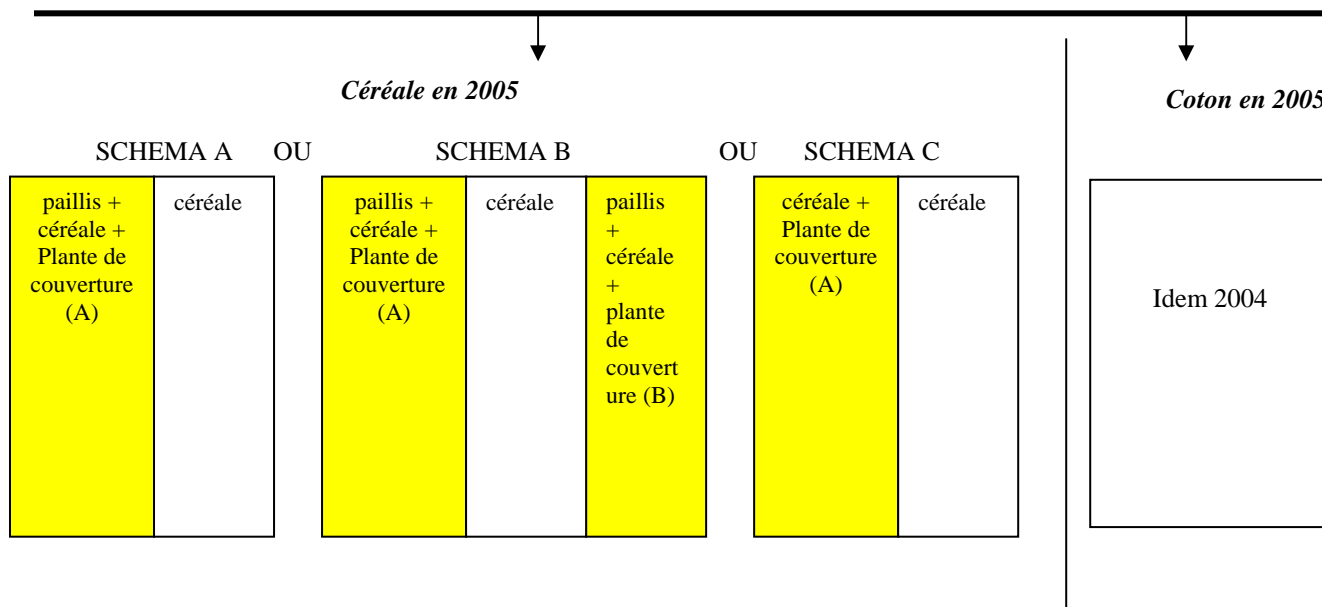 Céréale en 2005
Coton en 2005
SCHEMA A OU SCHEMA B OU SCHEMA C
paillis +
céréale +
Plante de
couverture
(A)
céréale
paillis +
céréale +
Plante de
couverture
(A)
céréale
paillis
+
céréale
+
plante
de
couvert
ure (B)
céréale +
Plante de
couverture
(A)
céréale
Idem 2004